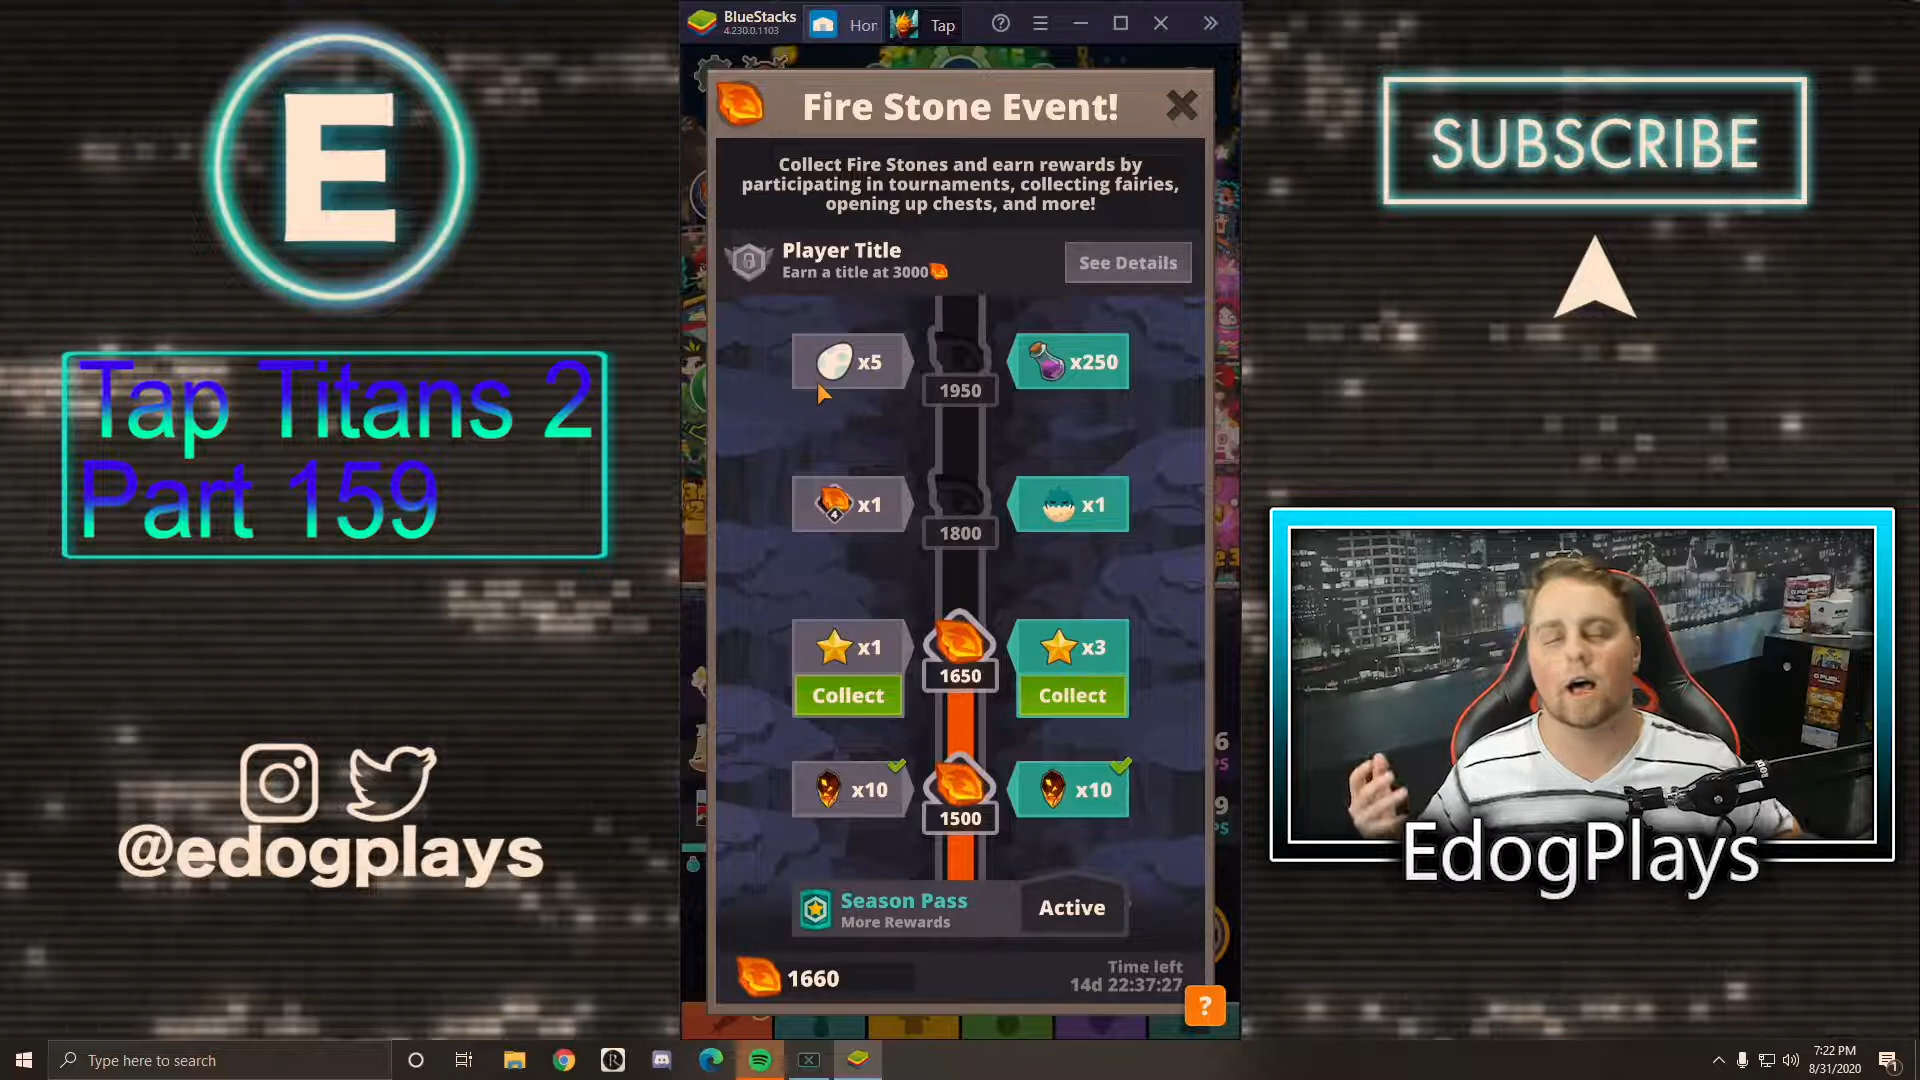 BlueStacks
4.230.0.1103
Hor
Tap
E
Fire Stone Event!
Collect Fire Stones and earn rewards by
participating in tournaments, collecting fairies,
opening up chests, and more!
Player Title
Earn a title at 3000
See Details
x5
x250
1950
4
x1
x1
1800
x1
x3
1650
Collect
Collect
x10
x10
1500
Season Pass
More Rewards
Active
1660
Time left
14d 22:37:27
?
Tap Titans 2
Part 159
@edogplays
SUBSCRIBE
EdogPlays
Type here to search
7:22 PM
8/31/2020
1